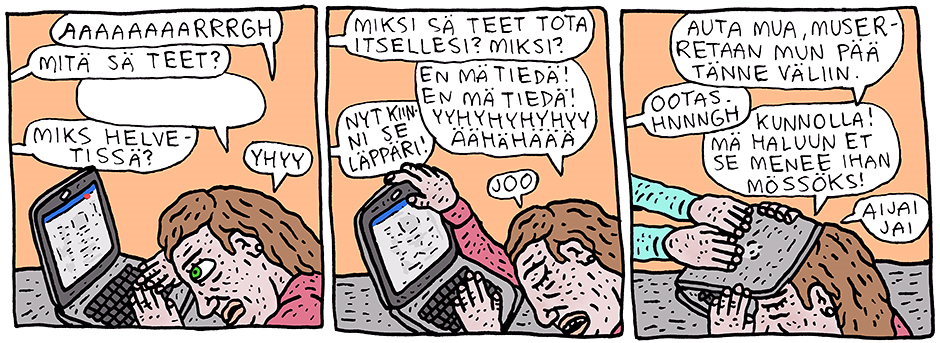 AAAAAAAARRRGH
MITÄ SÄ TEET?
MIKS HELVE-
TISSÄ?
YHYY
MIKSI SÄ TEET TOTA
ITSELLESI? MIKSI?
EN MÄ TIEDÄ!
EN MÄ TIEDÄ!
YYHYHYHYHYY
ÄÄHÄHÄÄÄ
NYT KIIN-
NI SE
LÄPPÄRI!
JOO
AUTA MUA, MUSER-
RETAAN MUN PÄÄ
TÄNNE VÄLIIN.
OOTAS.
HNNNGH
KUNNOLLA!
MÄ HALUUN ET
SE MENEE IHAN
MÖSSÖKS!
AIJAI
JAI